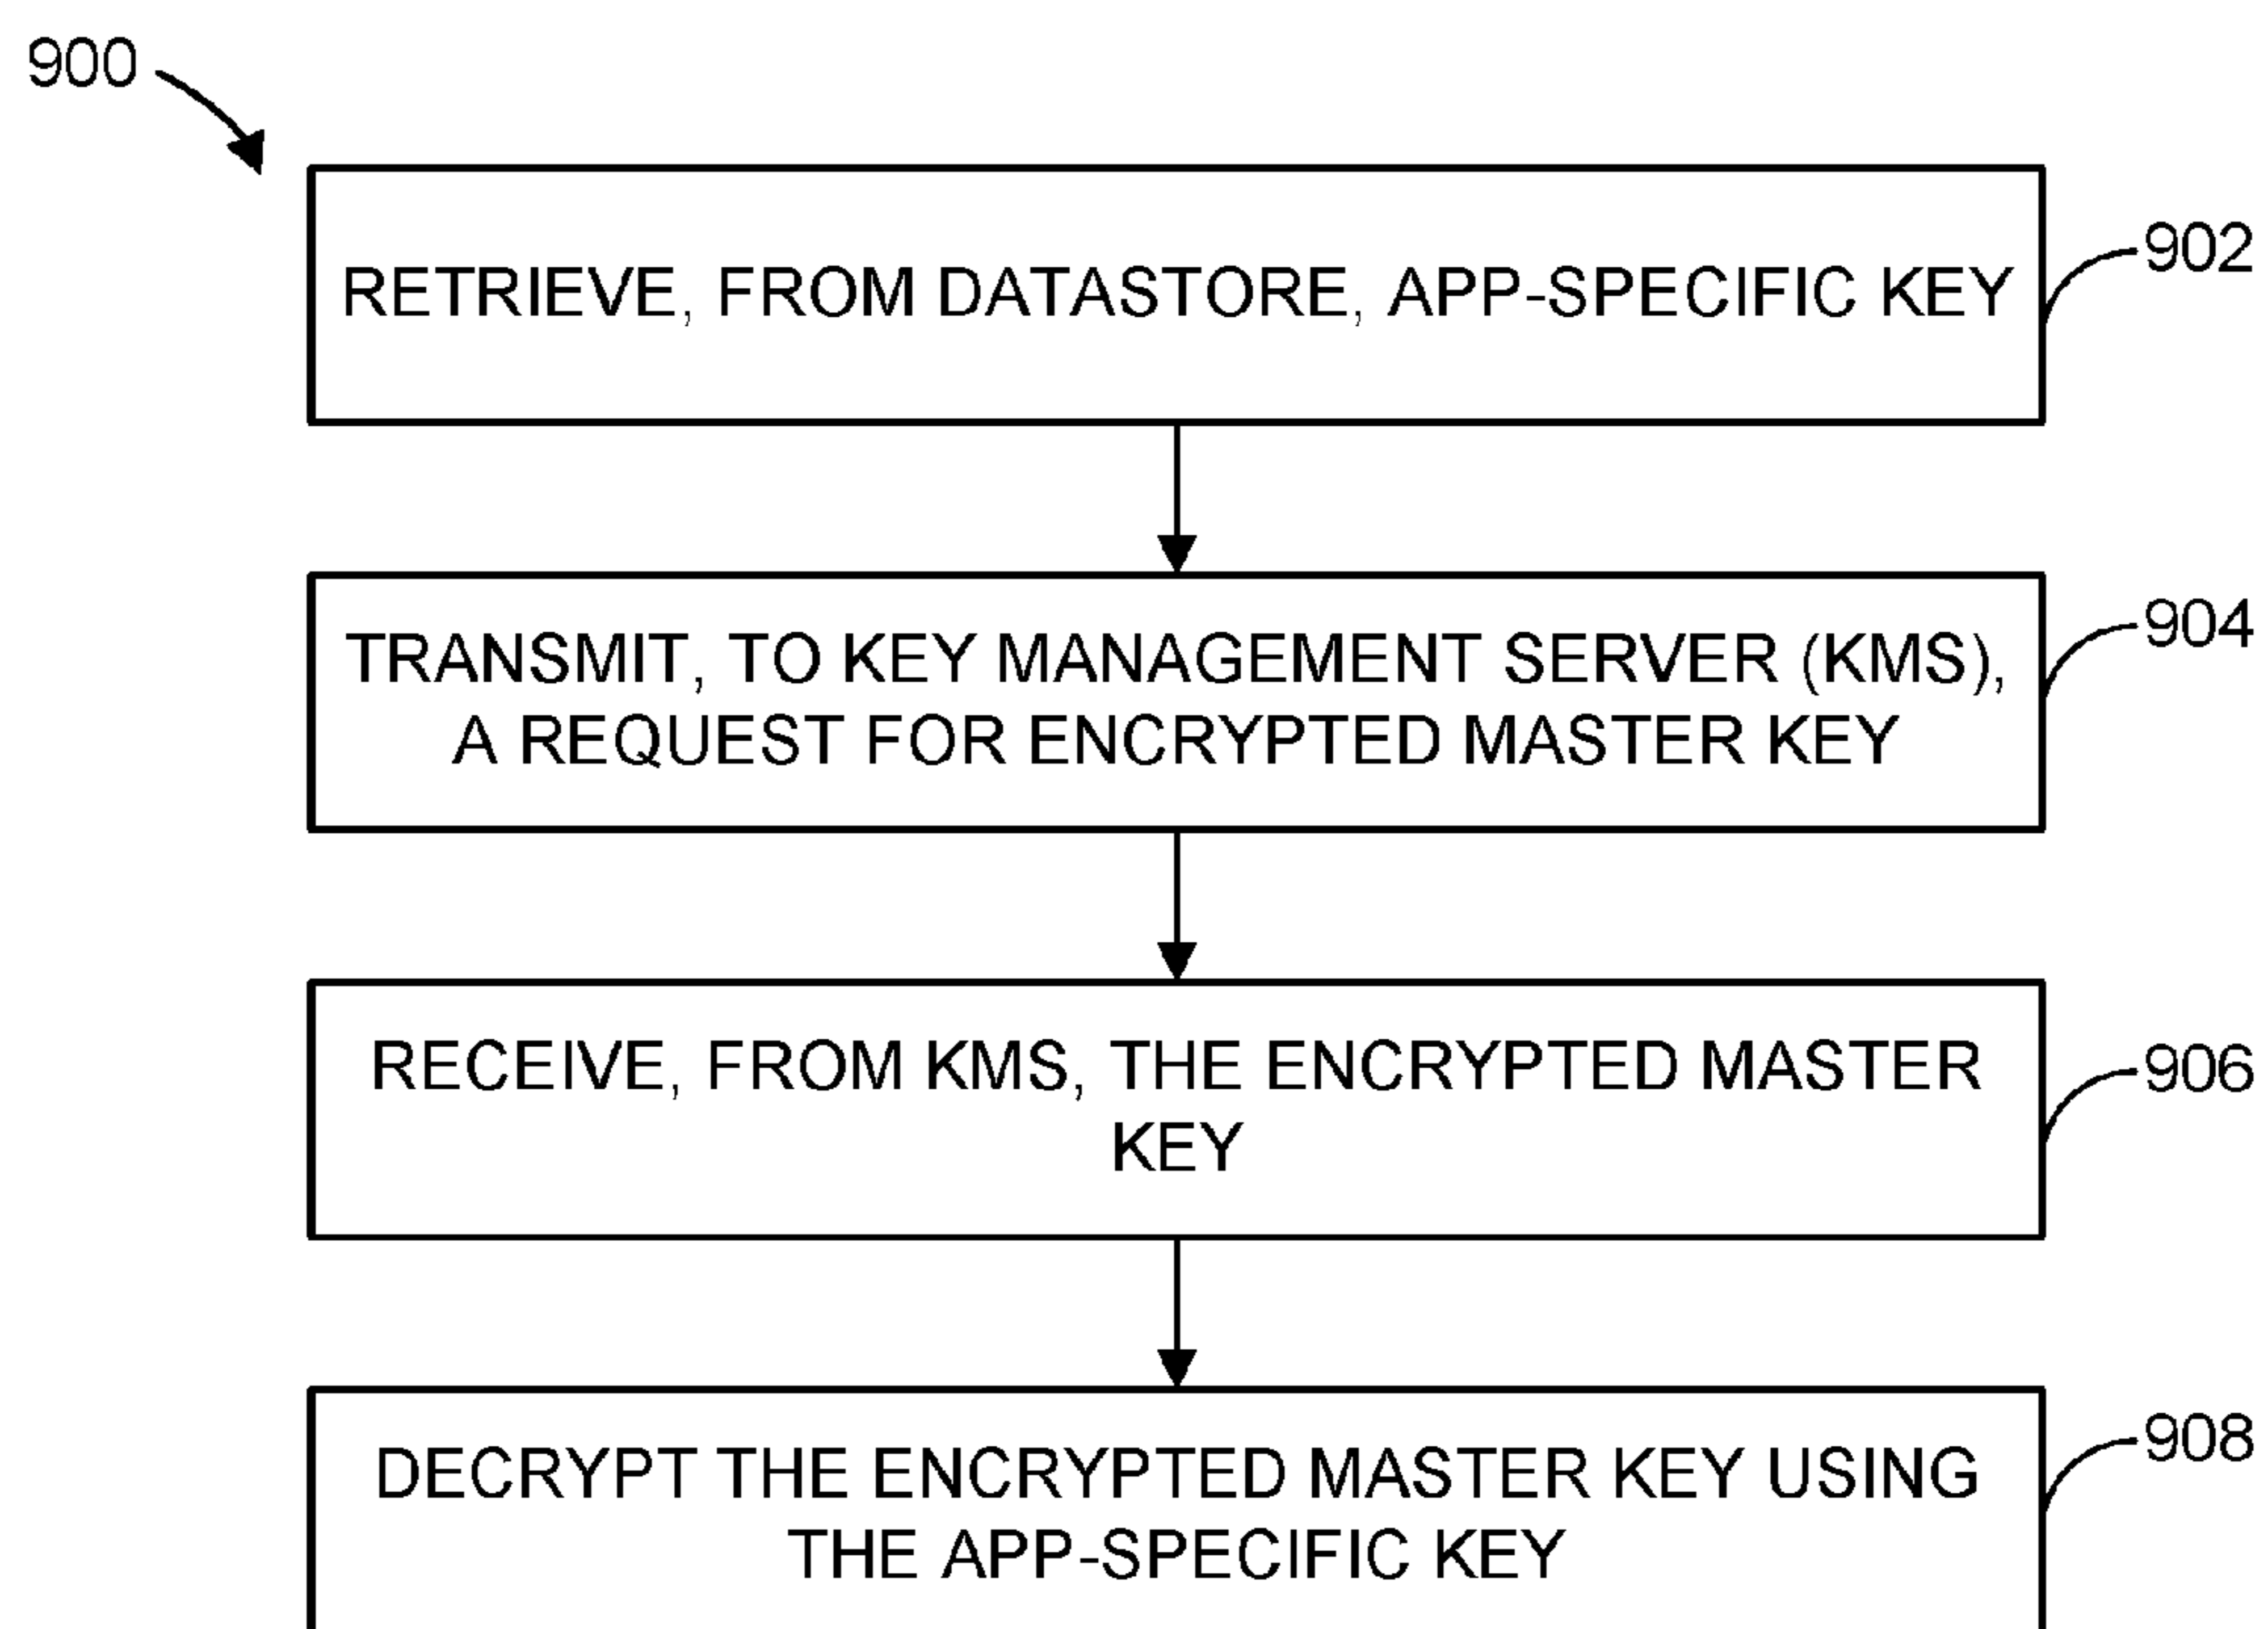 900
RETRIEVE, FROM DATASTORE, APP-SPECIFIC KEY
902
TRANSMIT, TO KEY MANAGEMENT SERVER (KMS),
A REQUEST FOR ENCRYPTED MASTER KEY
904
RECEIVE, FROM KMS, THE ENCRYPTED MASTER
KEY
906
DECRYPT THE ENCRYPTED MASTER KEY USING
THE APP-SPECIFIC KEY
908